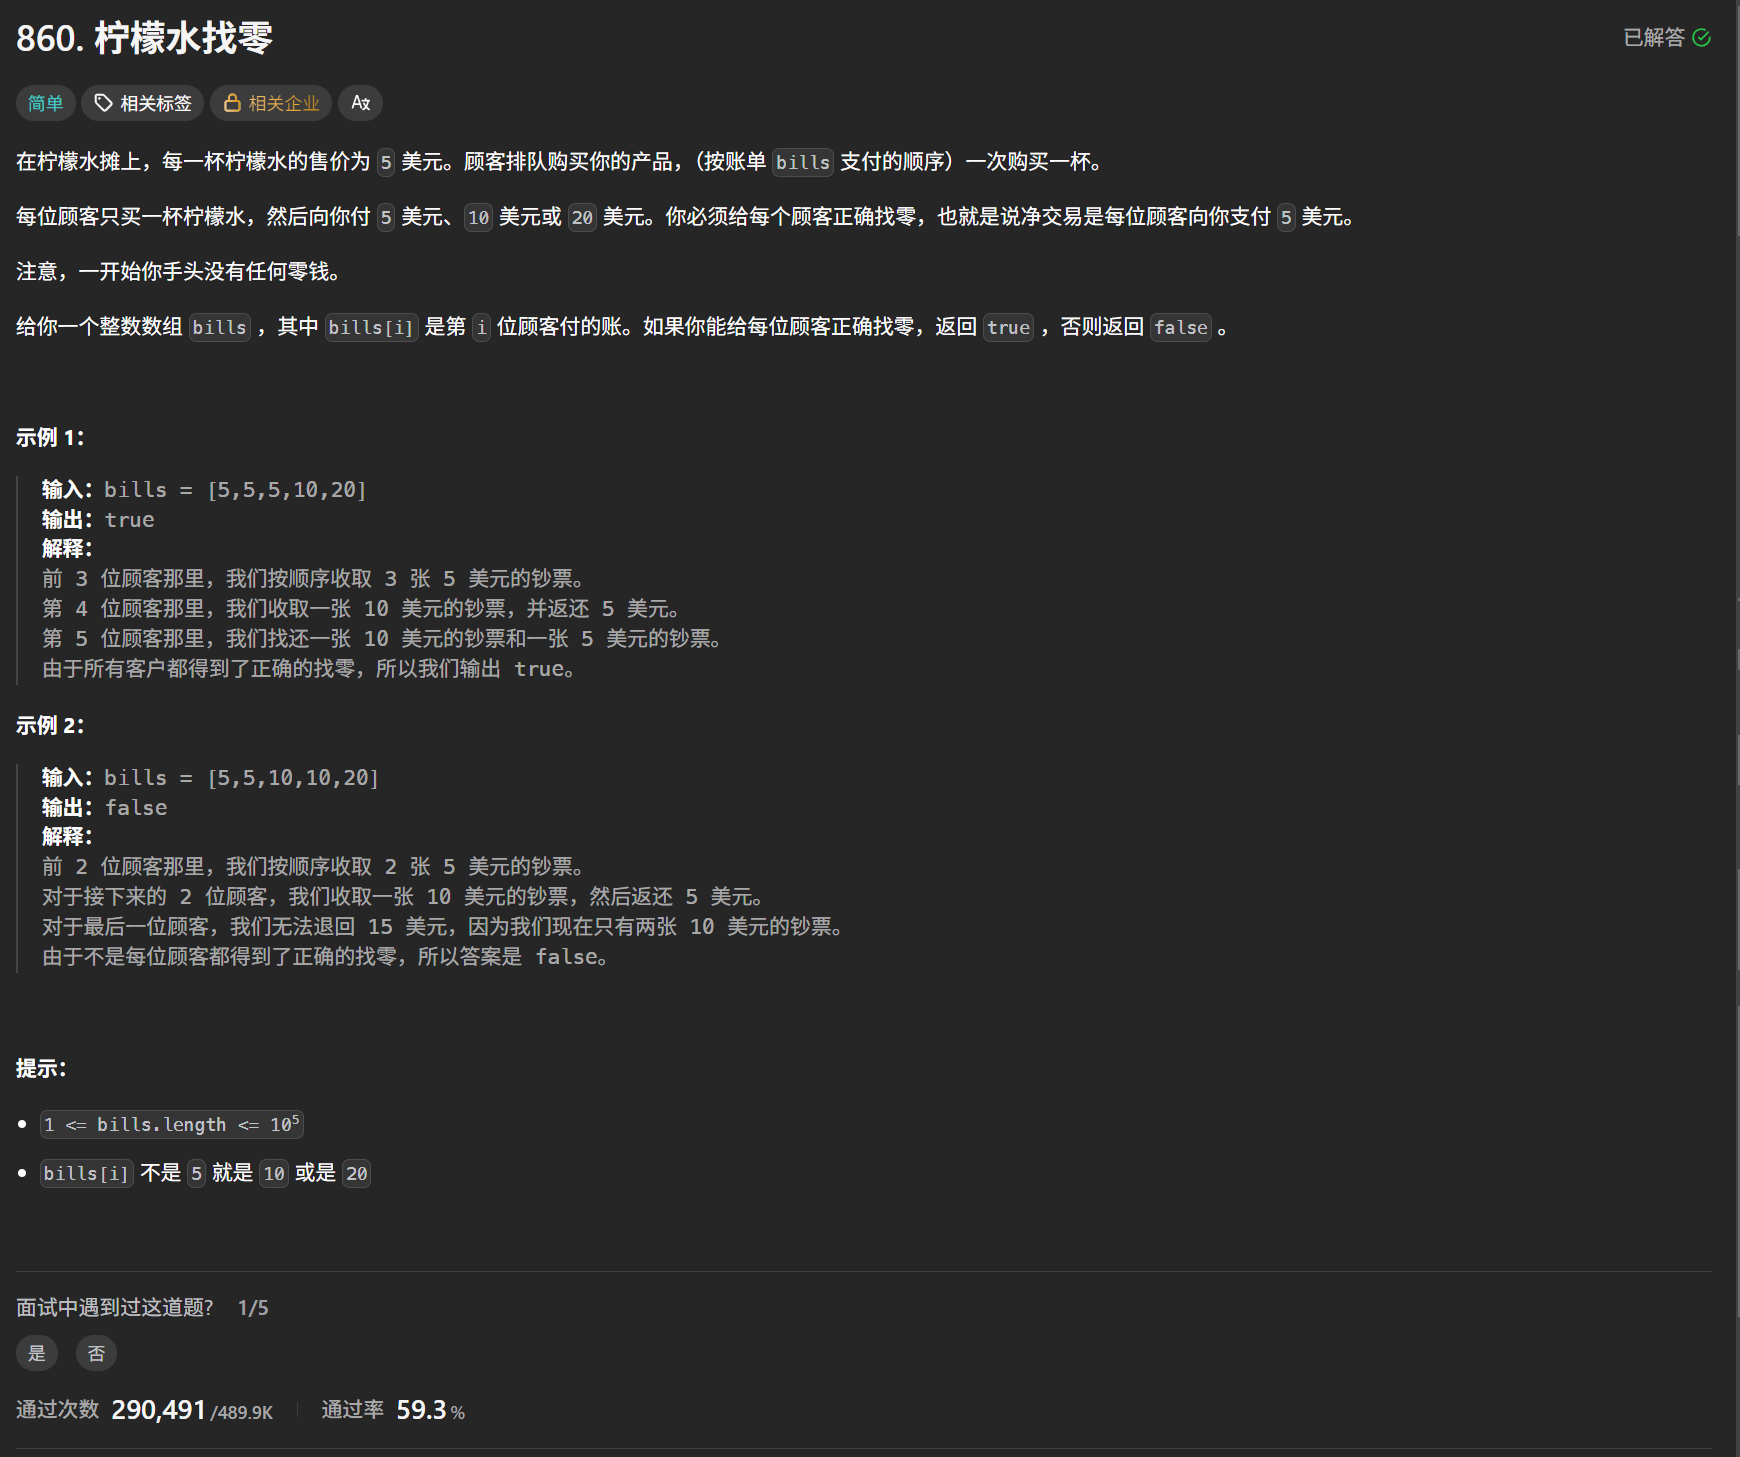 860. 柠檬水找零
已解答
简单 相关标签 相关企业 Aあ
在柠檬水摊上，每一杯柠檬水的售价为 5 美元。顾客排队购买你的产品，（按账单 bills 支付的顺序）一次购买一杯。
每位顾客只买一杯柠檬水，然后向你付 5 美元、10 美元或 20 美元。你必须给每个顾客正确找零，也就是说净交易是每位顾客向你支付 5 美元。
注意，一开始你手头没有任何零钱。
给你一个整数数组 bills ，其中 bills[i] 是第 i 位顾客付的账。如果你能给每位顾客正确找零，返回 true ，否则返回 false 。
示例 1：
输入：bills = [5,5,5,10,20]
输出：true
解释：
前 3 位顾客那里，我们按顺序收取 3 张 5 美元的钞票。
第 4 位顾客那里，我们收取一张 10 美元的钞票，并返还 5 美元。
第 5 位顾客那里，我们找还一张 10 美元的钞票和一张 5 美元的钞票。
由于所有客户都得到了正确的找零，所以我们输出 true。
示例 2：
输入：bills = [5,5,10,10,20]
输出：false
解释：
前 2 位顾客那里，我们按顺序收取 2 张 5 美元的钞票。
对于接下来的 2 位顾客，我们收取一张 10 美元的钞票，然后返还 5 美元。
对于最后一位顾客，我们无法退回 15 美元，因为我们现在只有两张 10 美元的钞票。
由于不是每位顾客都得到了正确的找零，所以答案是 false。
提示：
1 <= bills.length <= 10⁵
bills[i] 不是 5 就是 10 或是 20
面试中遇到过这道题? 1/5
是 否
通过次数 290,491/489.9K 通过率 59.3%